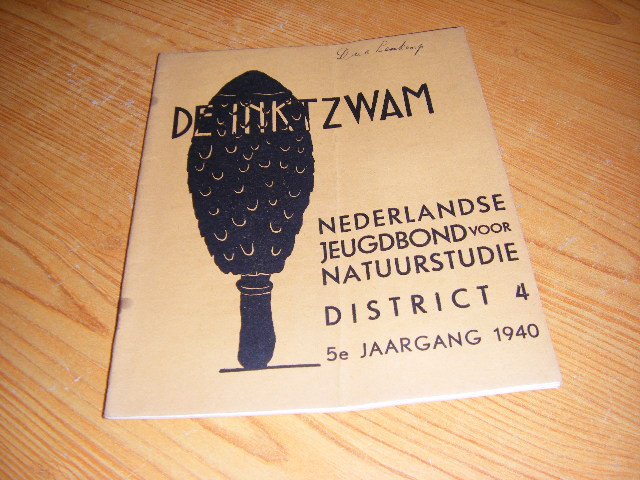 DE INKTZWAM
NEDERLANDSE
JEUGDBOND VOOR
NATUURSTUDIE
DISTRICT 4
5e JAARGANG 1940